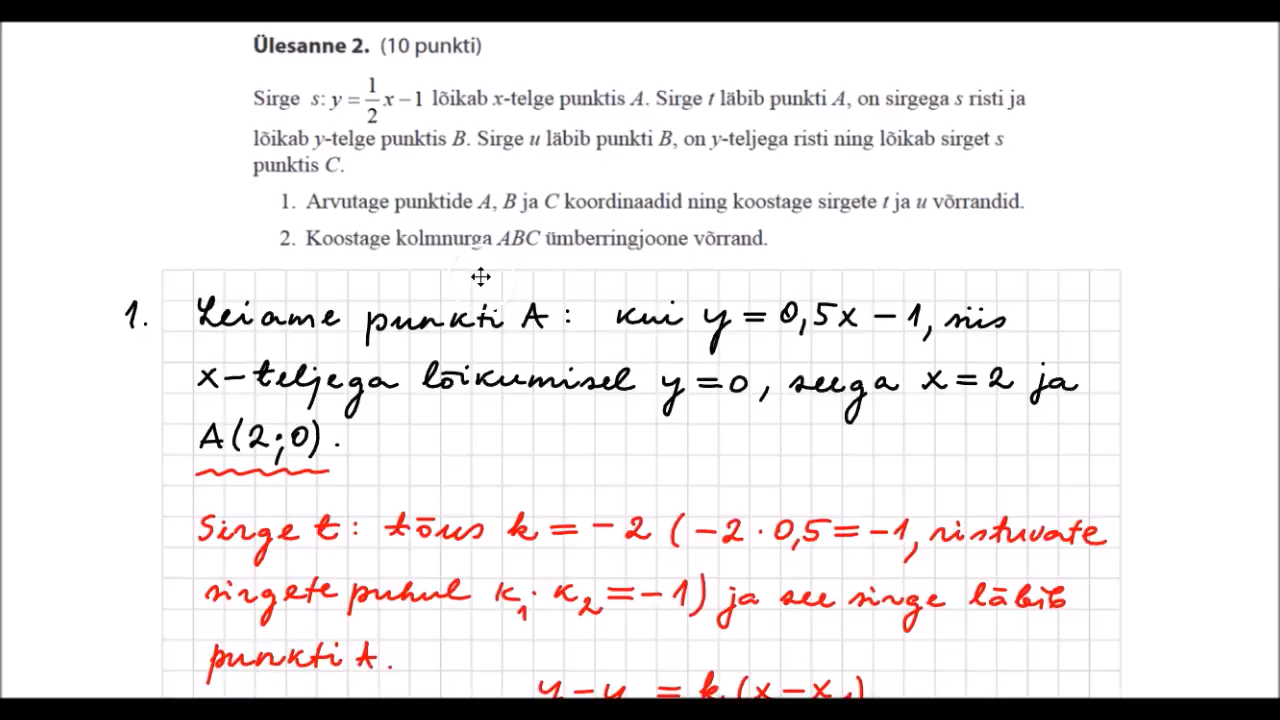 Ülesanne 2. (10 punkti)
Sirge s: y = 1/2 x − 1 lõikab x-telge punktis A. Sirge t läbib punkti A, on sirgega s risti ja
lõikab y-telge punktis B. Sirge u läbib punkti B, on y-teljega risti ning lõikab sirget s
punktis C.
1. Arvutage punktide A, B ja C koordinaadid ning koostage sirgete t ja u võrrandid.
2. Koostage kolmnurga ABC ümberringjoone võrrand.
1. Leiame punkti A: kui y = 0,5x − 1, siis
x-teljega lõikumisel y = 0, seega x = 2 ja
A(2;0).
Sirge t: tõus k = −2 (−2 · 0,5 = −1, ristuvate
sirgete puhul k₁ · k₂ = −1) ja see sirge läbib
punkti A.
y − y = k (x − x₁)